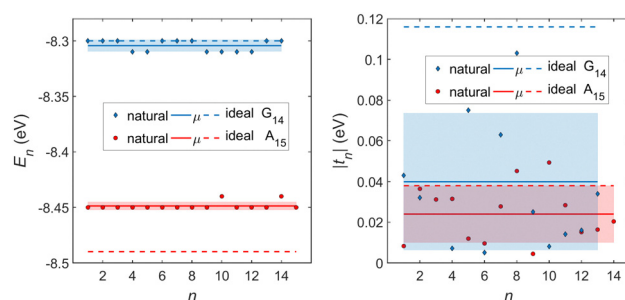 -8.3
-8.35
-8.4
-8.45
-8.5
E_n (eV)
2 4 6 8 10 12 14
n
natural μ ideal G_14
natural μ ideal A_15
0.12
0.1
0.08
0.06
0.04
0.02
0
|t_n| (eV)
2 4 6 8 10 12 14
n
natural μ ideal G_14
natural μ ideal A_15